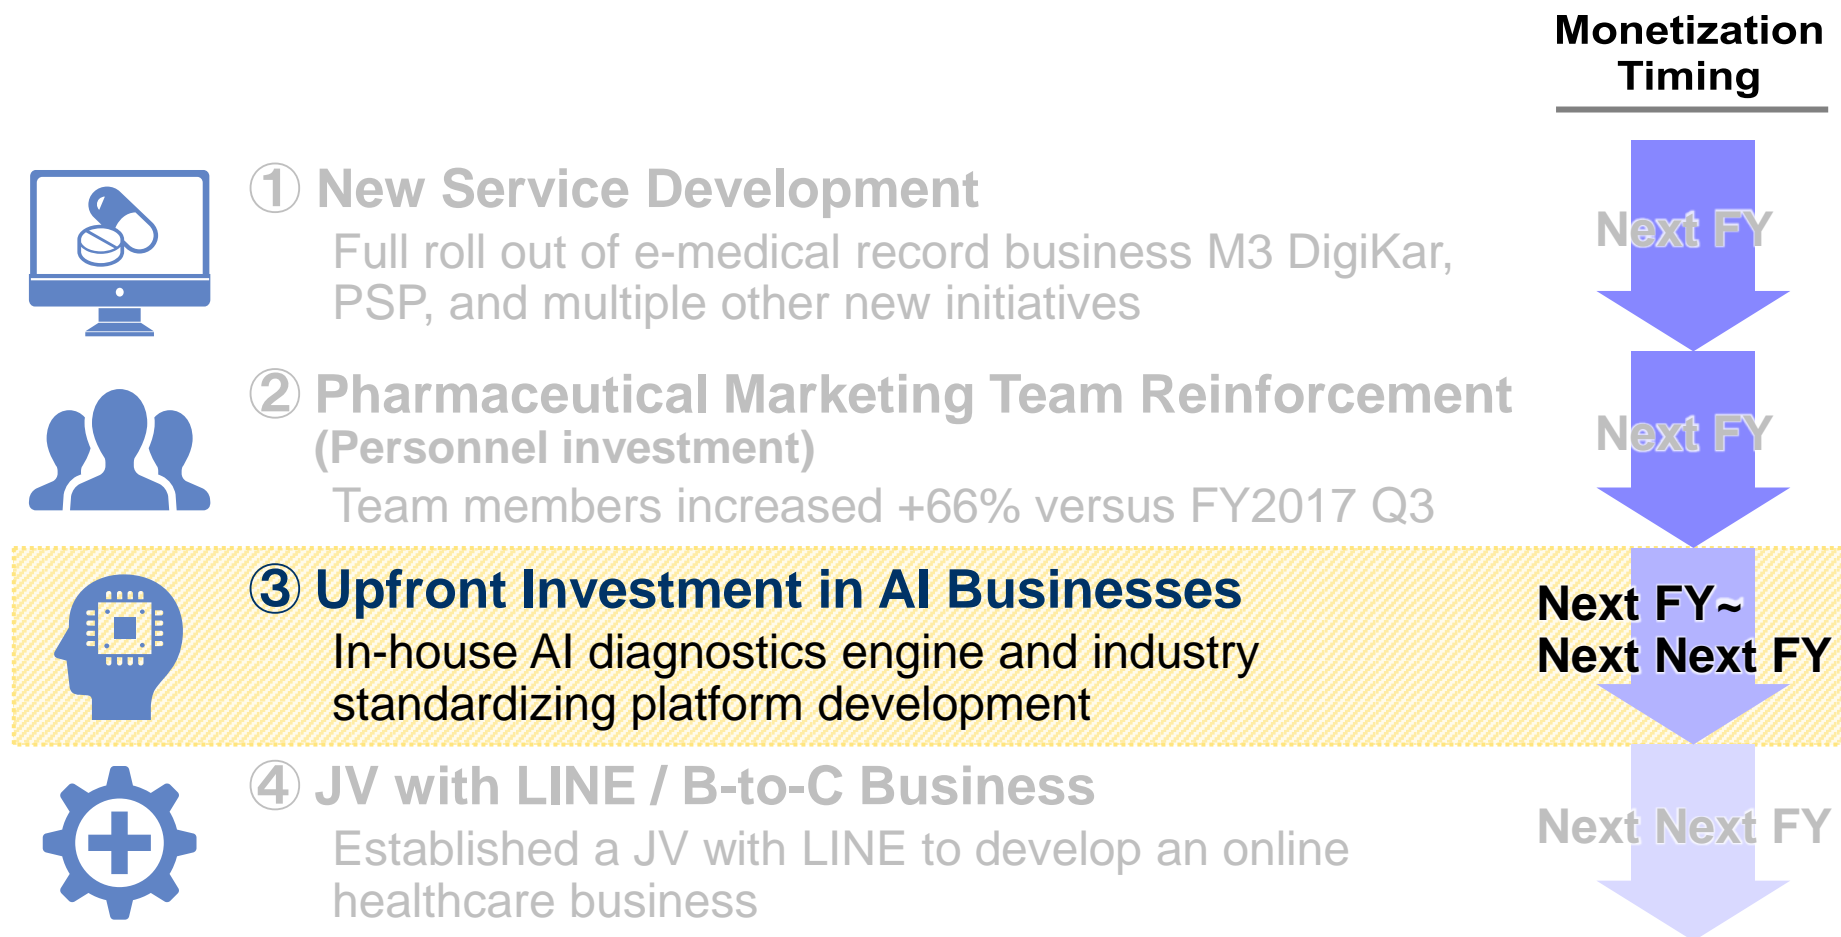 Monetization
Timing
① New Service Development
Full roll out of e-medical record business M3 DigiKar,
PSP, and multiple other new initiatives
Next FY
② Pharmaceutical Marketing Team Reinforcement
(Personnel investment)
Team members increased +66% versus FY2017 Q3
Next FY
③ Upfront Investment in AI Businesses
In-house AI diagnostics engine and industry
standardizing platform development
Next FY~
Next Next FY
④ JV with LINE / B-to-C Business
Established a JV with LINE to develop an online
healthcare business
Next Next FY